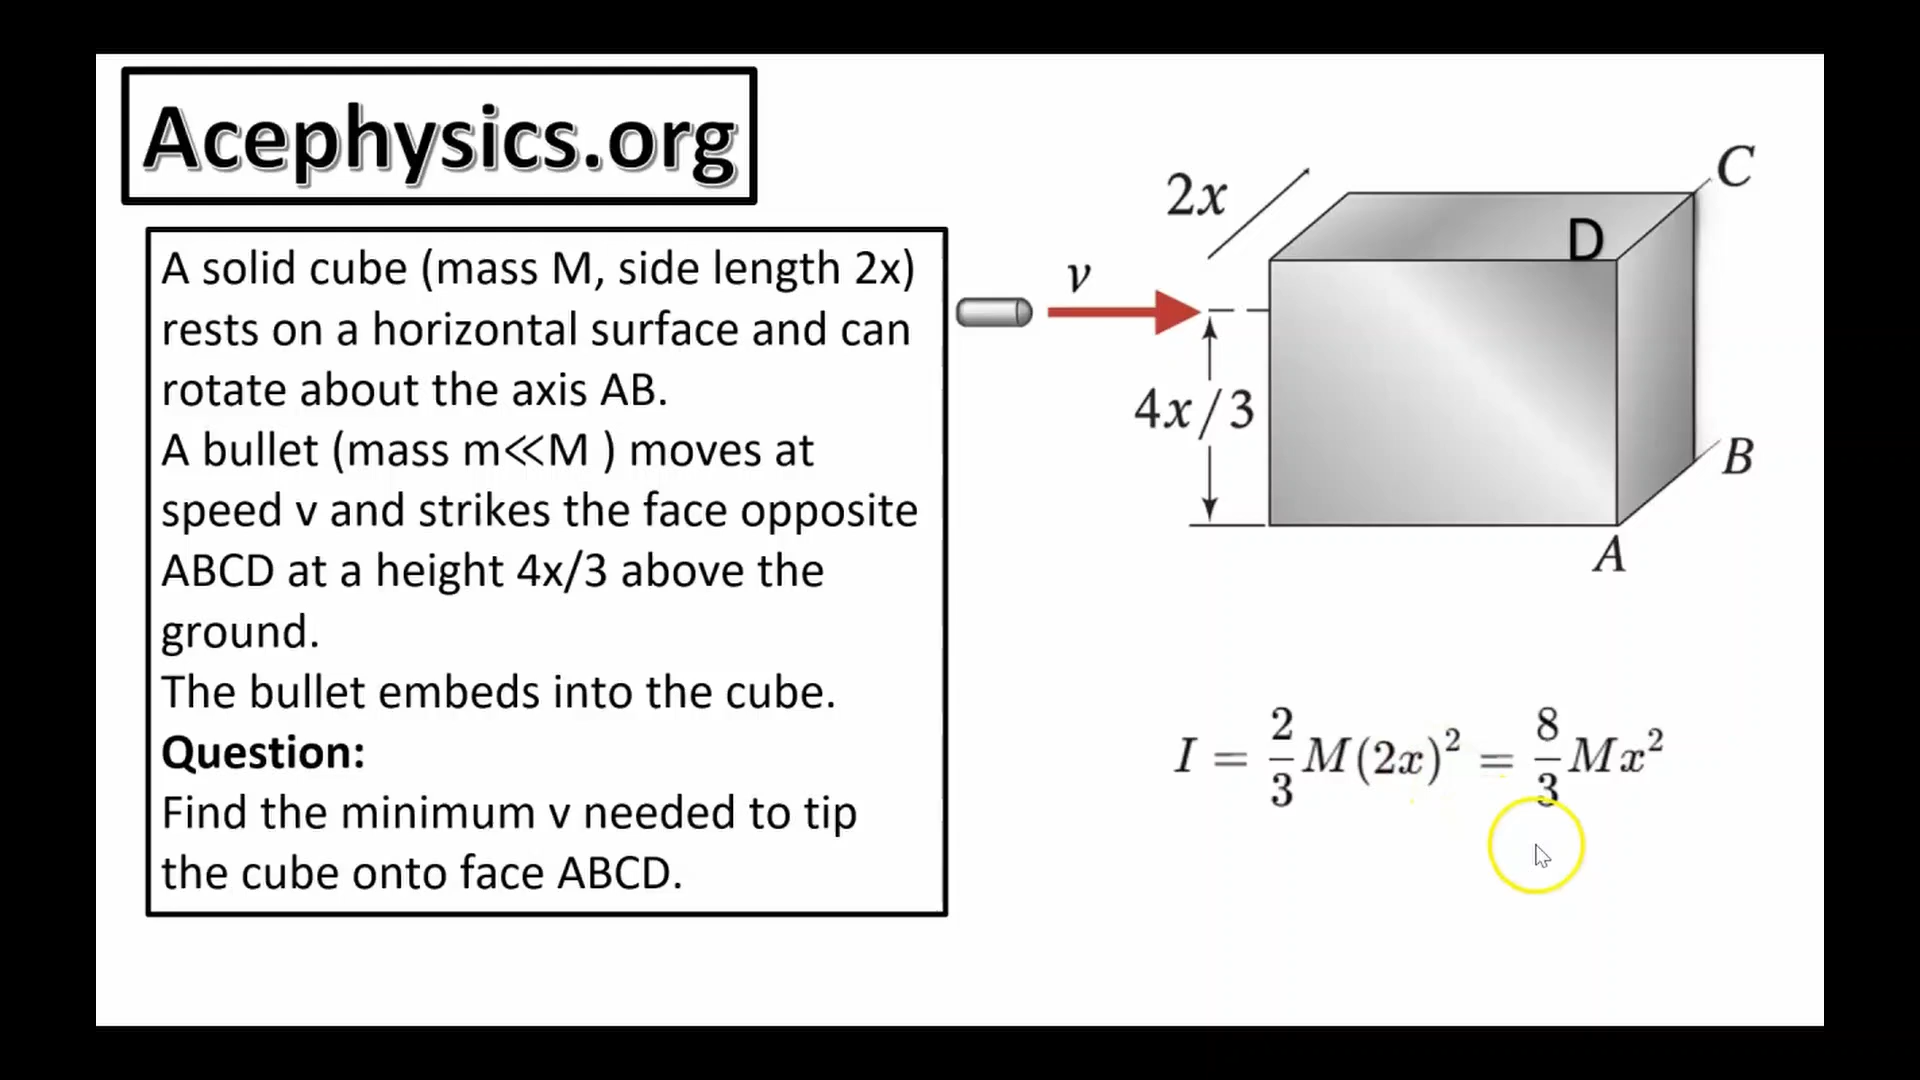 Acephysics.org
A solid cube (mass M, side length 2x)
rests on a horizontal surface and can
rotate about the axis AB.
A bullet (mass m≪M ) moves at
speed v and strikes the face opposite
ABCD at a height 4x/3 above the
ground.
The bullet embeds into the cube.
Question:
Find the minimum v needed to tip
the cube onto face ABCD.
C
2x
D
v
4x/3
B
A
I = 2/3 M(2x)² = 8/3 Mx²